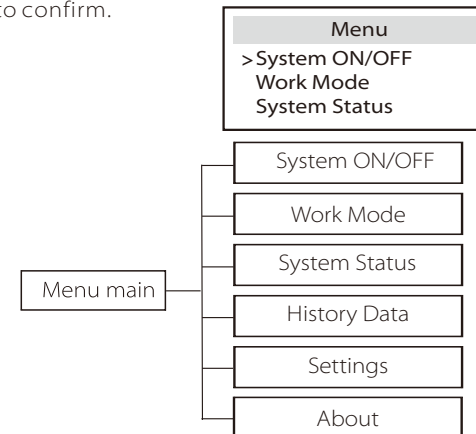 to confirm.
Menu
>System ON/OFF
Work Mode
System Status
System ON/OFF
Work Mode
System Status
Menu main
History Data
Settings
About